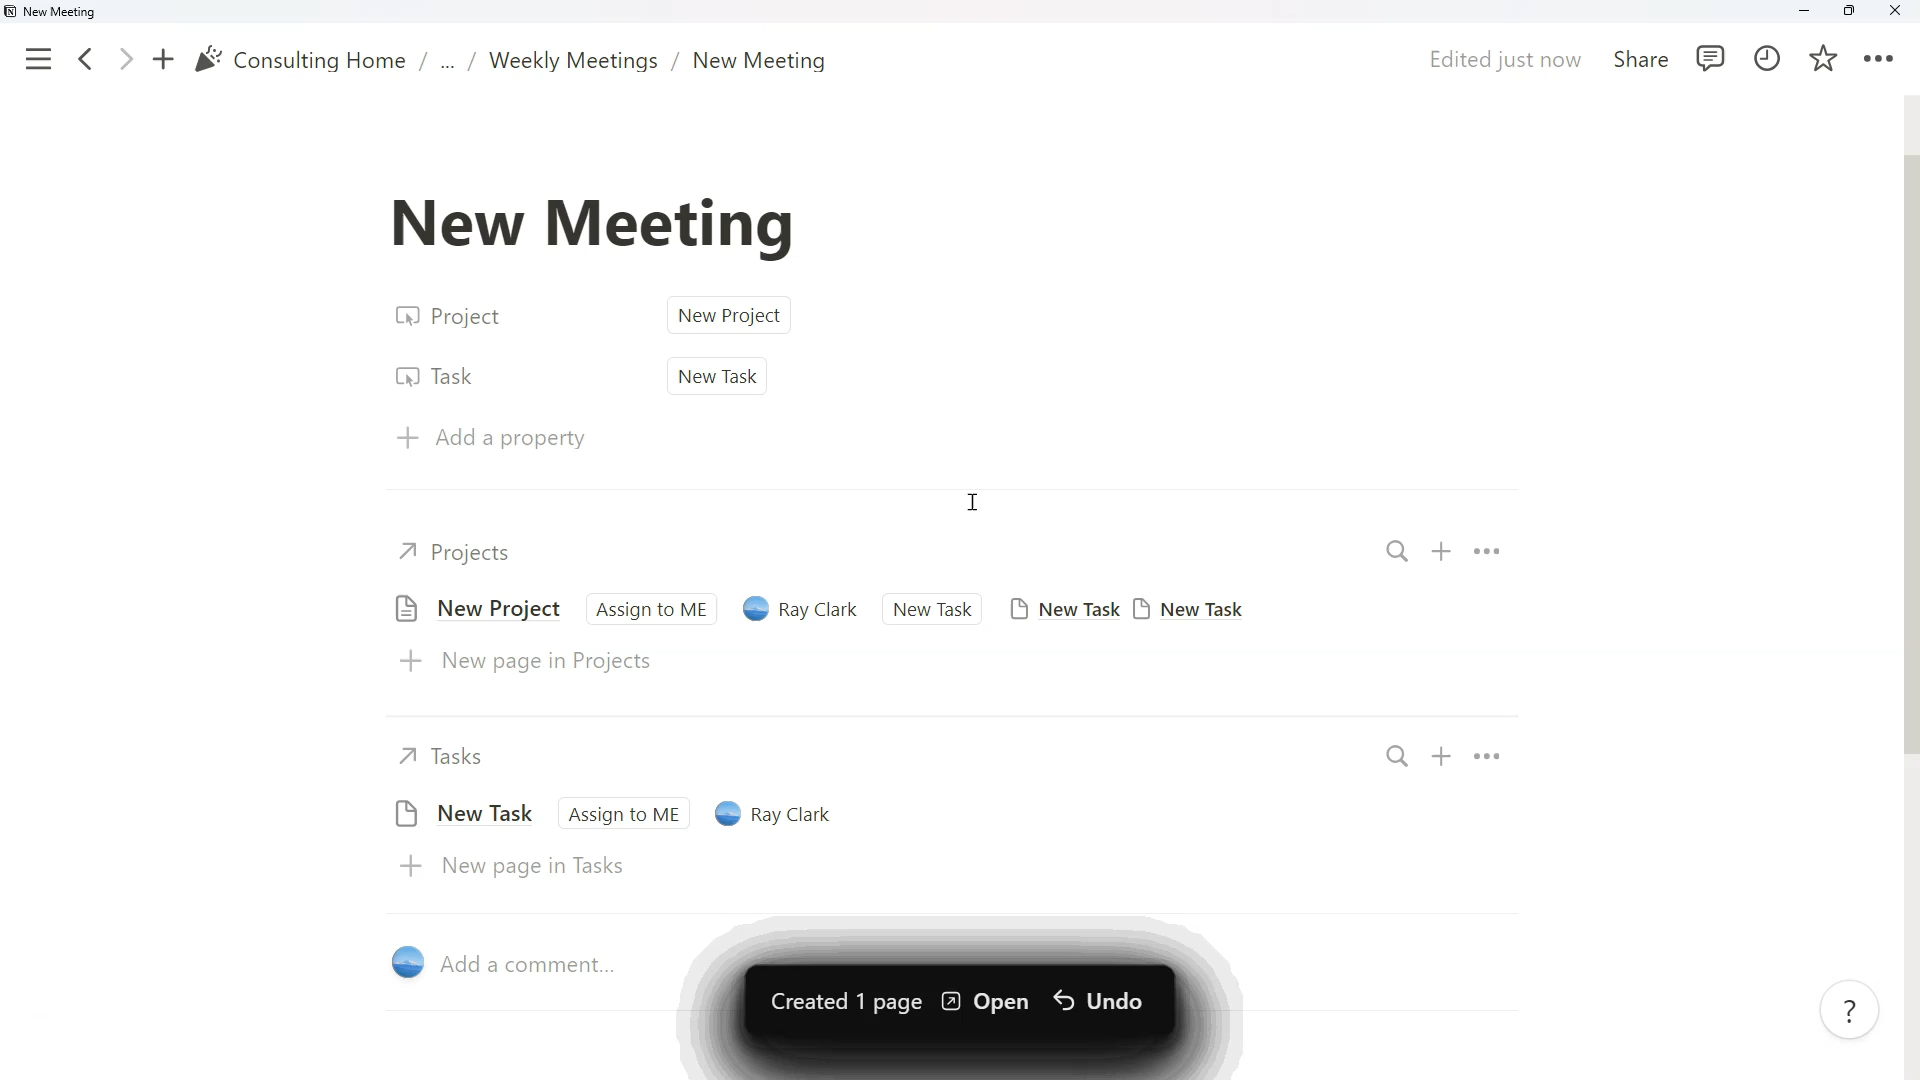 New Meeting
Consulting Home / ... / Weekly Meetings / New Meeting
Edited just now Share
New Meeting
Project New Project
Task New Task
Add a property
Projects
New Project Assign to ME Ray Clark New Task New Task New Task
New page in Projects
Tasks
New Task Assign to ME Ray Clark
New page in Tasks
Add a comment...
Created 1 page Open Undo
?